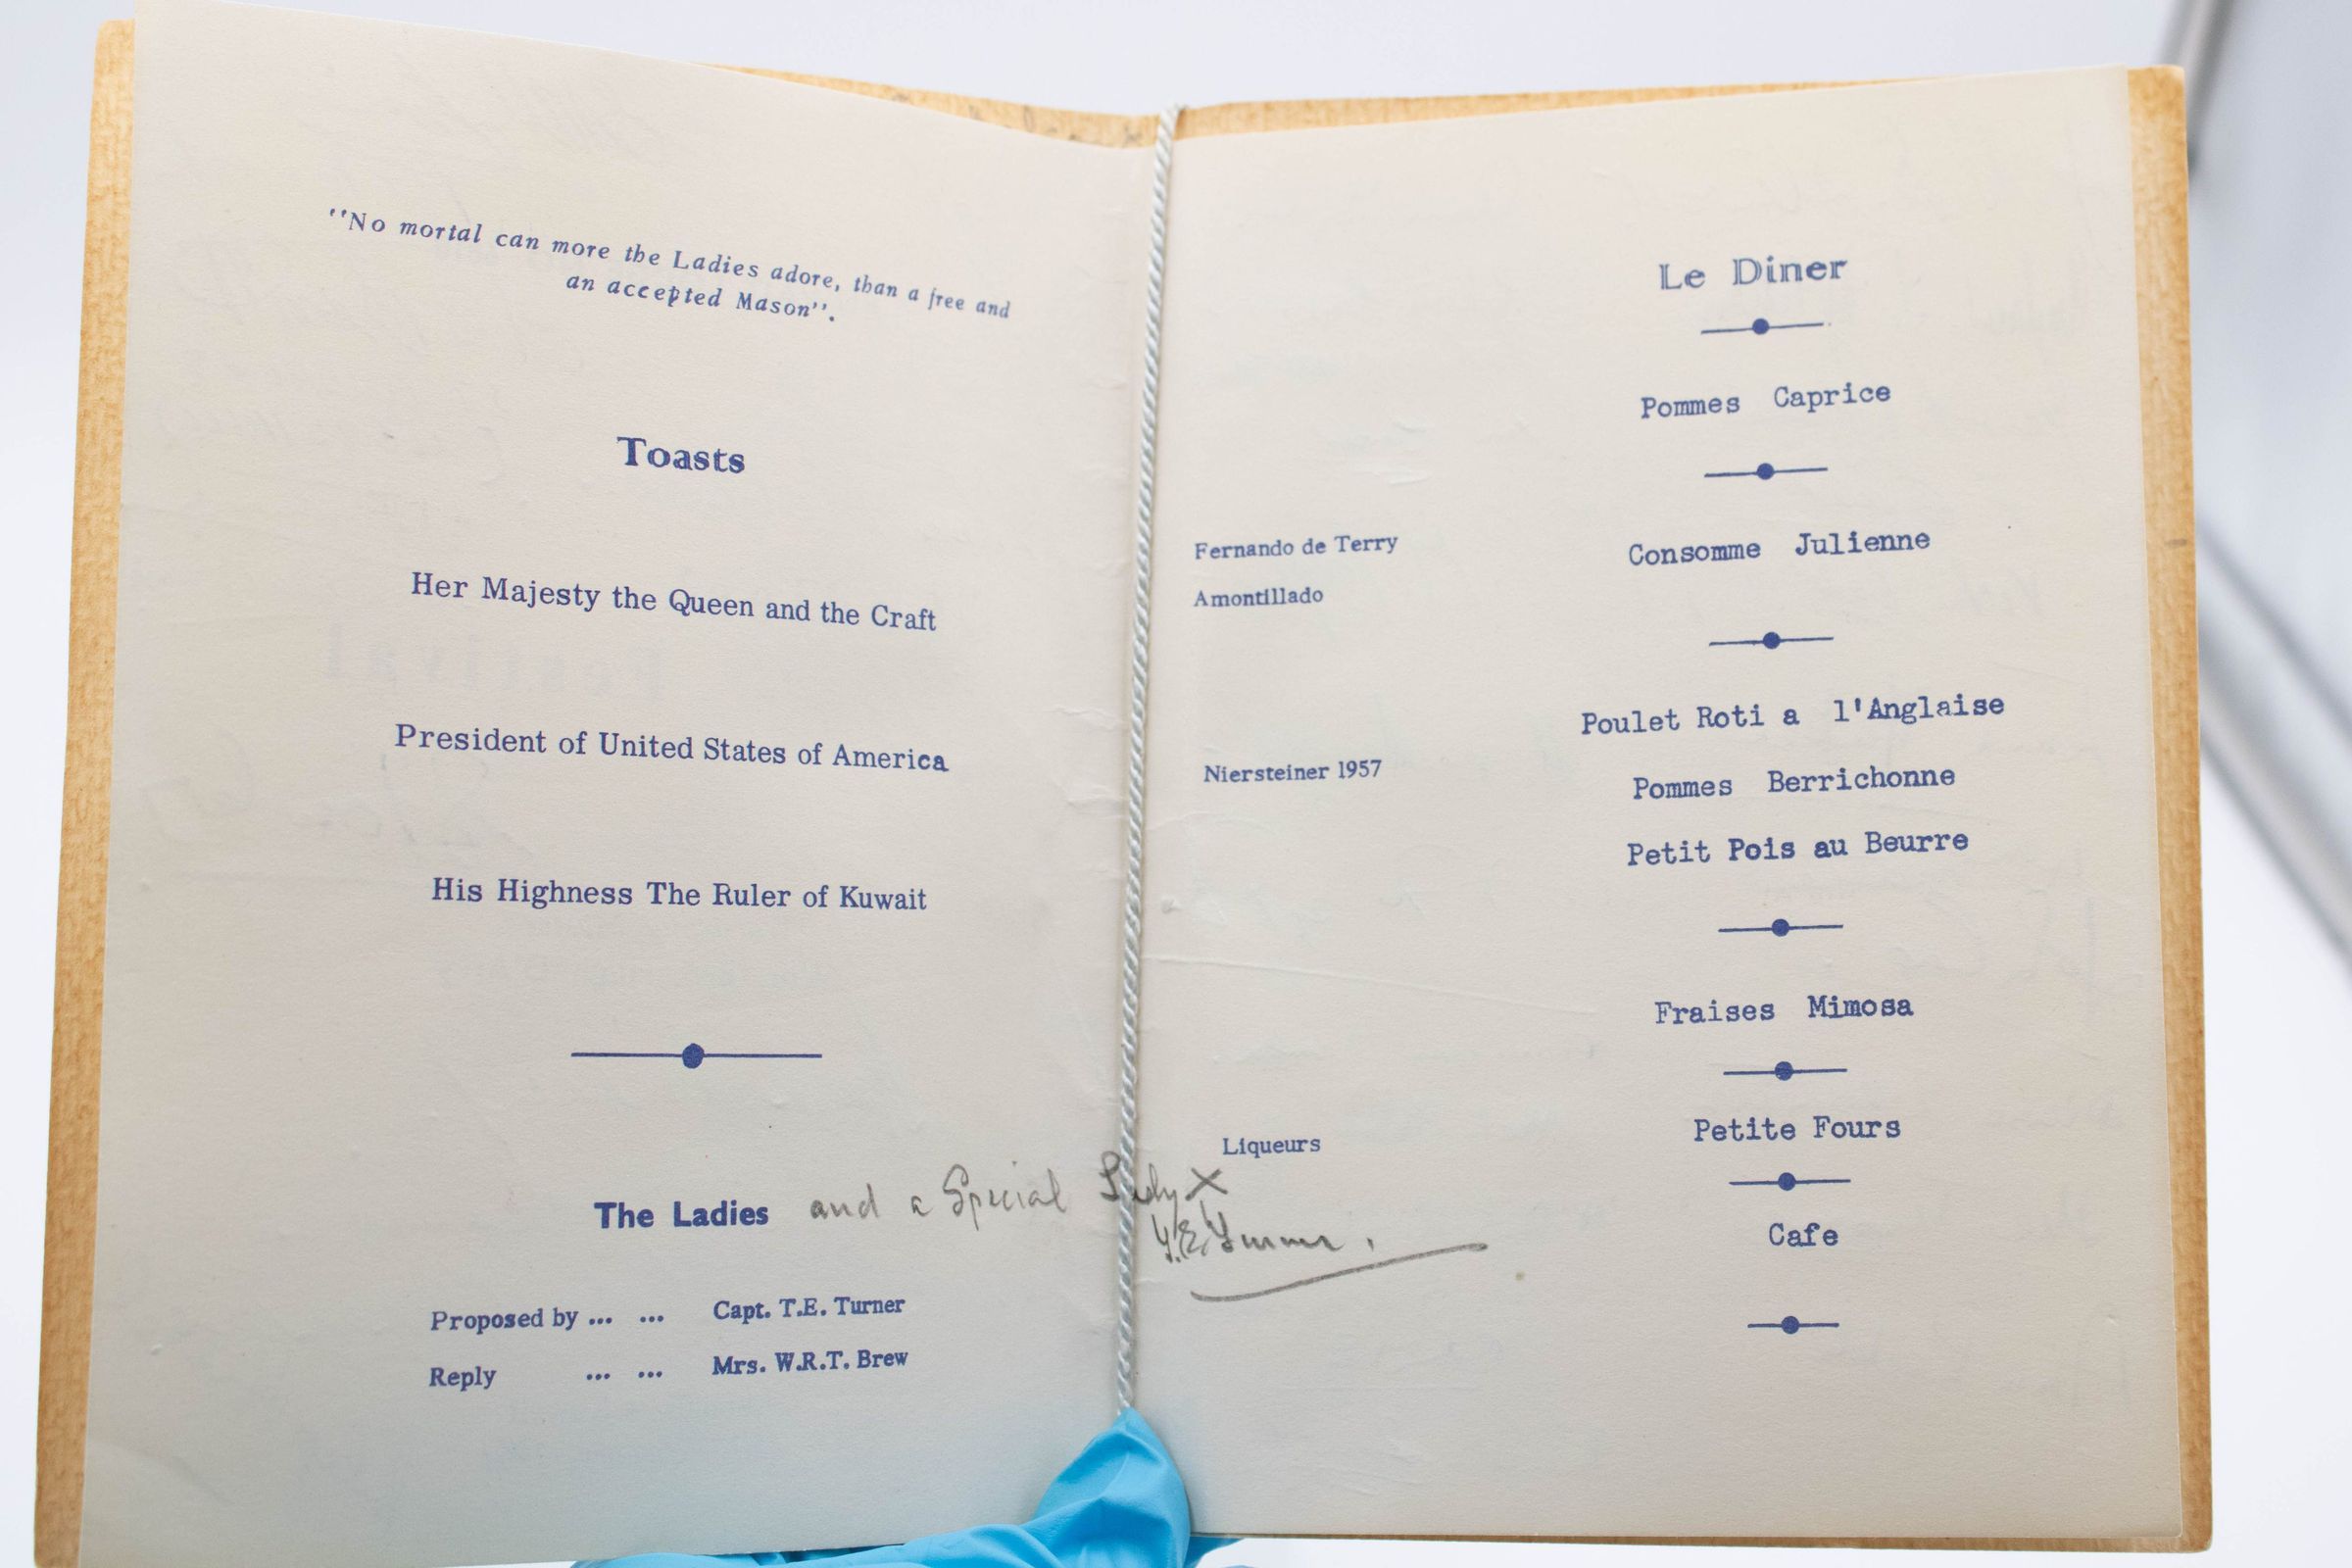 ''No mortal can more the Ladies adore, than a free and
an accepted Mason''.
Toasts
Her Majesty the Queen and the Craft
President of United States of America
His Highness The Ruler of Kuwait
The Ladies and a Special Lady X
T.E. Turner.
Proposed by ... ... Capt. T.E. Turner
Reply ... ... Mrs. W.R.T. Brew
Le Diner
Pommes Caprice
Fernando de Terry
Amontillado
Consomme Julienne
Poulet Roti a l'Anglaise
Niersteiner 1957
Pommes Berrichonne
Petit Pois au Beurre
Fraises Mimosa
Liqueurs
Petite Fours
Cafe